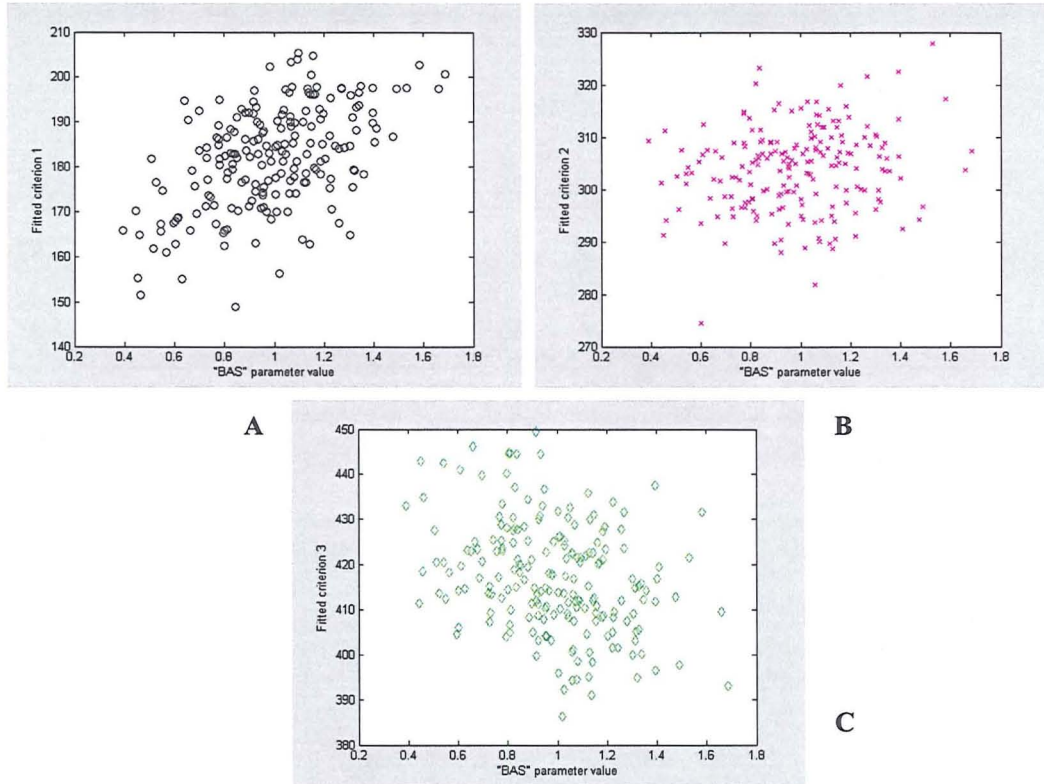 210
200
190
180
170
160
150
140
Fitted criterion 1
0.2 0.4 0.6 0.8 1 1.2 1.4 1.6 1.8
"BAS" parameter value
330
320
310
300
290
280
270
Fitted criterion 2
0.2 0.4 0.6 0.8 1 1.2 1.4 1.6 1.8
"BAS" parameter value
A
B
450
440
430
420
410
400
390
380
Fitted criterion 3
0.2 0.4 0.6 0.8 1 1.2 1.4 1.6 1.8
"BAS" parameter value
C